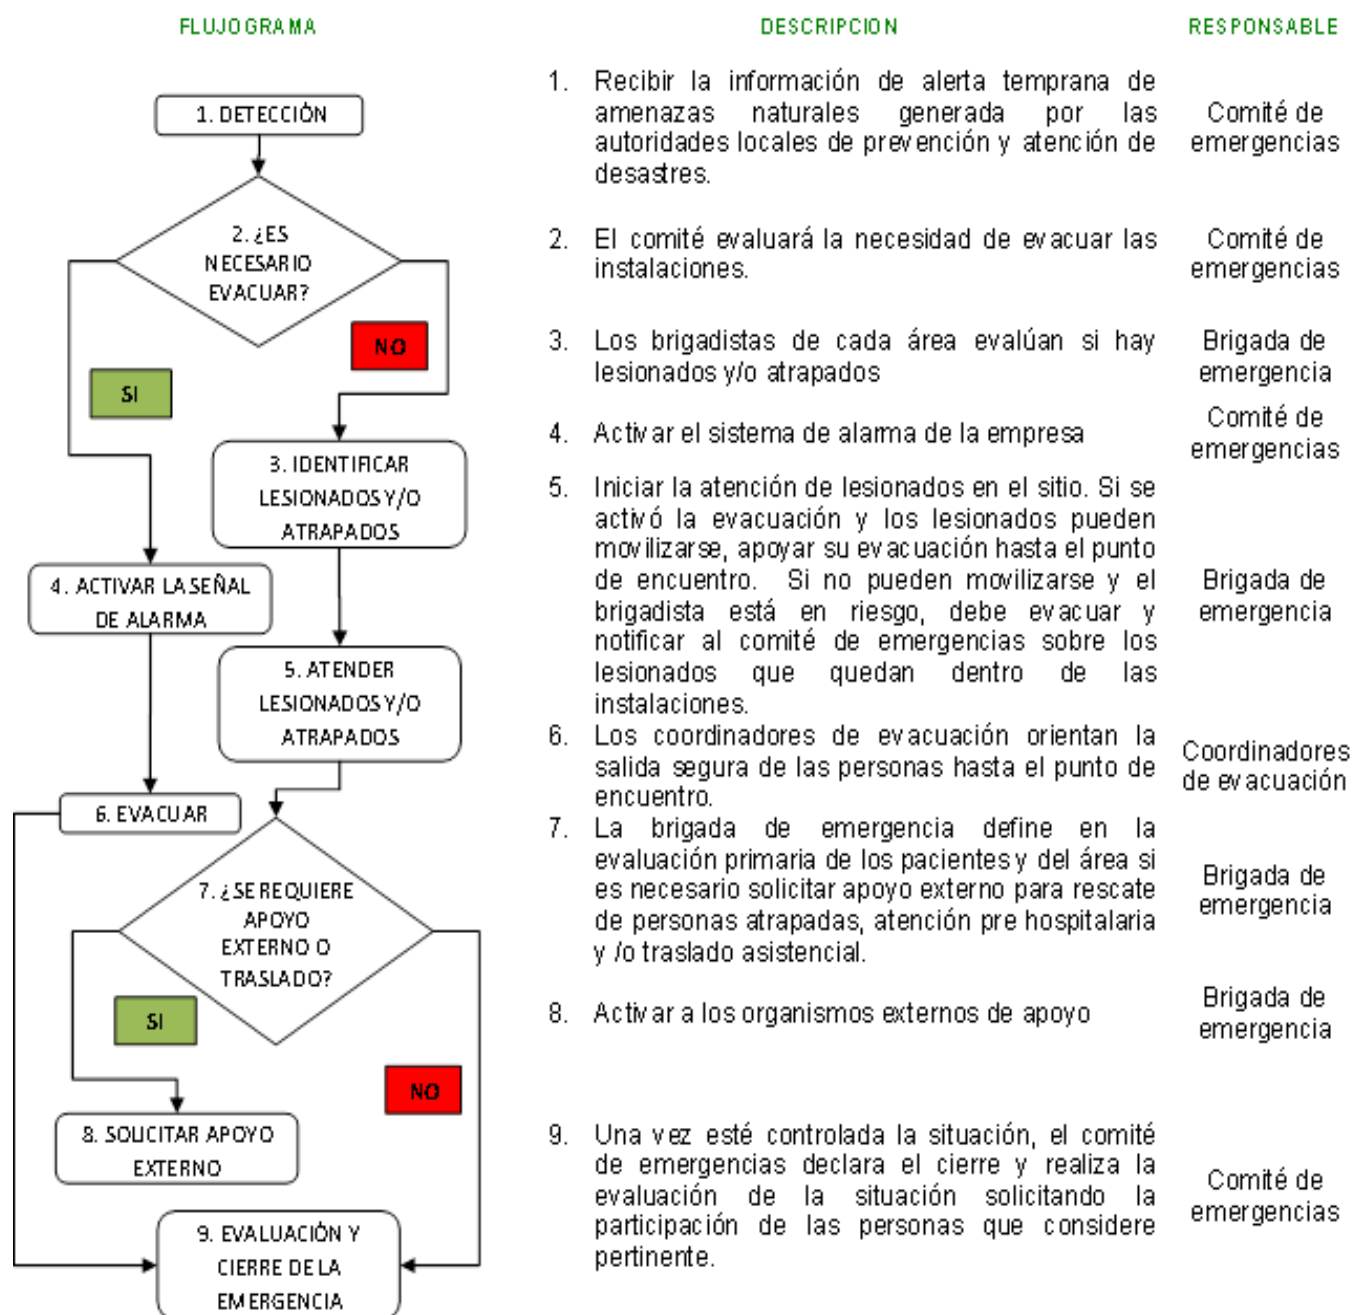 FLUJOGRAMA
DESCRIPCION
RESPONSABLE
1. DETECCIÓN
2. ¿ES
NECESARIO
EVACUAR?
NO
SI
3. IDENTIFICAR
LESIONADOS Y/O
ATRAPADOS
4. ACTIVAR LA SEÑAL
DE ALARMA
5. ATENDER
LESIONADOS Y/O
ATRAPADOS
6. EVACUAR
7. ¿SE REQUIERE
APOYO
EXTERNO O
TRASLADO?
SI
NO
8. SOLICITAR APOYO
EXTERNO
9. EVALUACIÓN Y
CIERRE DE LA
EMERGENCIA
1. Recibir la información de alerta temprana de
amenazas naturales generada por las
autoridades locales de prevención y atención de
desastres.
Comité de
emergencias
2. El comité evaluará la necesidad de evacuar las
instalaciones.
Comité de
emergencias
3. Los brigadistas de cada área evalúan si hay
lesionados y/o atrapados
Brigada de
emergencia
4. Activar el sistema de alarma de la empresa
Comité de
emergencias
5. Iniciar la atención de lesionados en el sitio. Si se
activó la evacuación y los lesionados pueden
movilizarse, apoyar su evacuación hasta el punto
de encuentro. Si no pueden movilizarse y el
brigadista está en riesgo, debe evacuar y
notificar al comité de emergencias sobre los
lesionados que quedan dentro de las
instalaciones.
Brigada de
emergencia
6. Los coordinadores de evacuación orientan la
salida segura de las personas hasta el punto de
encuentro.
Coordinadores
de evacuación
7. La brigada de emergencia define en la
evaluación primaria de los pacientes y del área si
es necesario solicitar apoyo externo para rescate
de personas atrapadas, atención pre hospitalaria
y /o traslado asistencial.
Brigada de
emergencia
8. Activar a los organismos externos de apoyo
Brigada de
emergencia
9. Una vez esté controlada la situación, el comité
de emergencias declara el cierre y realiza la
evaluación de la situación solicitando la
participación de las personas que considere
pertinente.
Comité de
emergencias